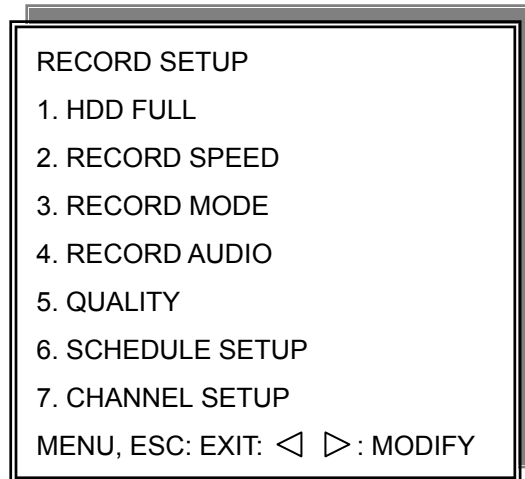 RECORD SETUP
1. HDD FULL
2. RECORD SPEED
3. RECORD MODE
4. RECORD AUDIO
5. QUALITY
6. SCHEDULE SETUP
7. CHANNEL SETUP
MENU, ESC: EXIT: ◁ ▷ : MODIFY